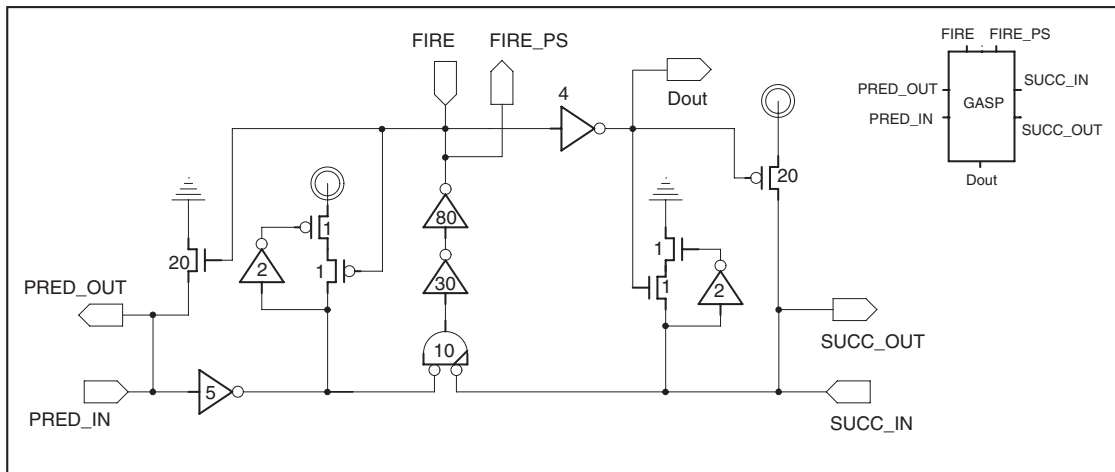 FIRE
FIRE_PS
4
Dout
20
1
1
2
20
80
30
10
5
1
1
2
PRED_OUT
PRED_IN
SUCC_OUT
SUCC_IN
FIRE
FIRE_PS
PRED_OUT
PRED_IN
GASP
SUCC_IN
SUCC_OUT
Dout